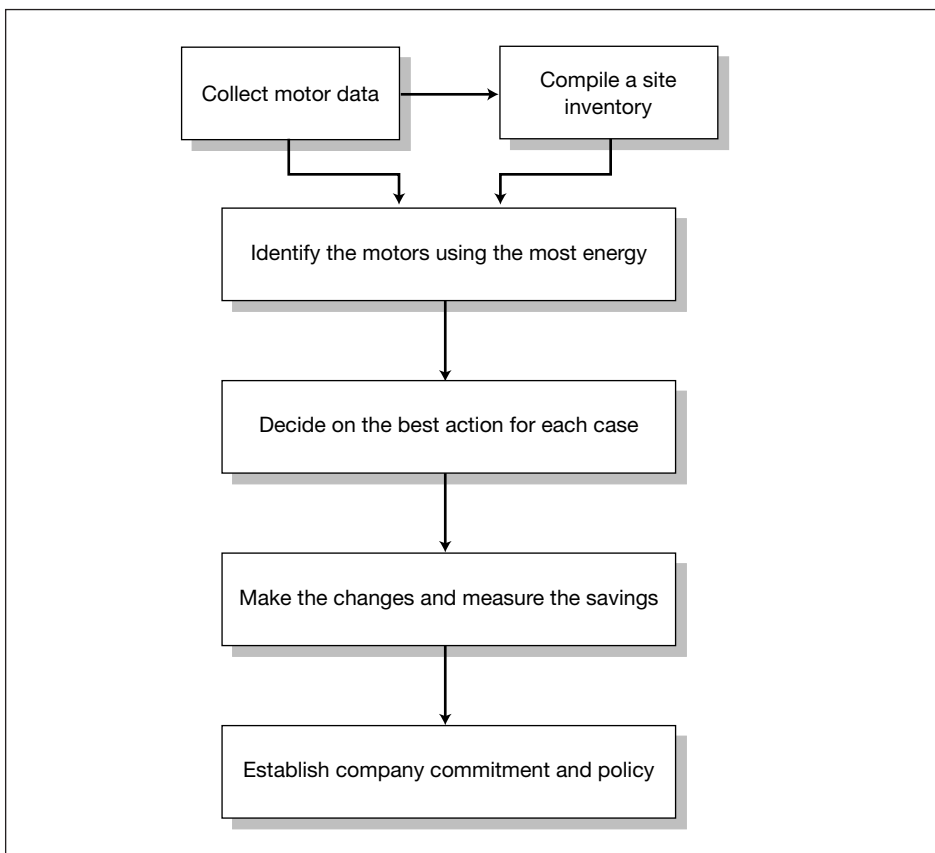 Collect motor data
Compile a site
inventory
Identify the motors using the most energy
Decide on the best action for each case
Make the changes and measure the savings
Establish company commitment and policy